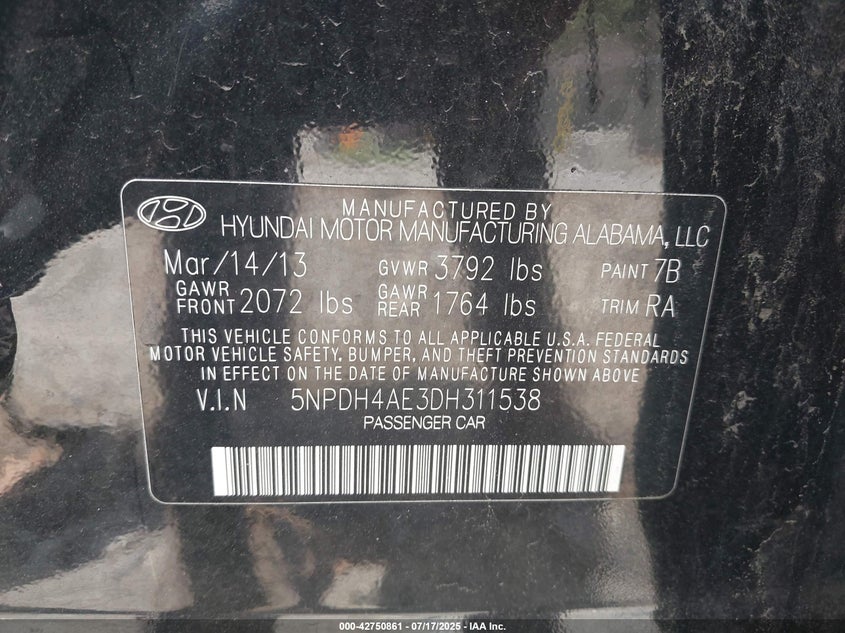 MANUFACTURED BY
HYUNDAI MOTOR MANUFACTURING ALABAMA, LLC
Mar/14/13 GVWR 3792 lbs PAINT 7B
GAWR FRONT 2072 lbs GAWR REAR 1764 lbs TRIM RA
THIS VEHICLE CONFORMS TO ALL APPLICABLE U.S.A. FEDERAL
MOTOR VEHICLE SAFETY, BUMPER, AND THEFT PREVENTION STANDARDS
IN EFFECT ON THE DATE OF MANUFACTURE SHOWN ABOVE
V.I.N 5NPDH4AE3DH311538
PASSENGER CAR
000-42750861 - 07/17/2025 - IAA Inc.